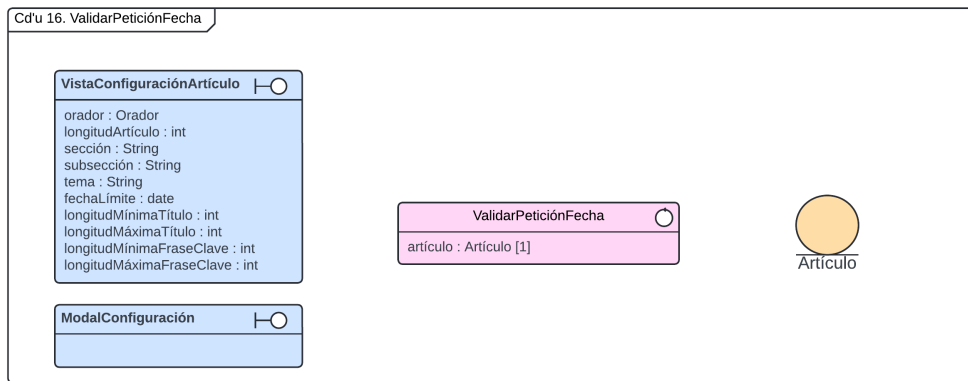 Cd'u 16. ValidarPeticiónFecha
VistaConfiguraciónArtículo
orador : Orador
longitudArtículo : int
sección : String
subsección : String
tema : String
fechaLímite : date
longitudMínimaTítulo : int
longitudMáximaTítulo : int
longitudMínimaFraseClave : int
longitudMáximaFraseClave : int
ModalConfiguración
ValidarPeticiónFecha
artículo : Artículo [1]
Artículo